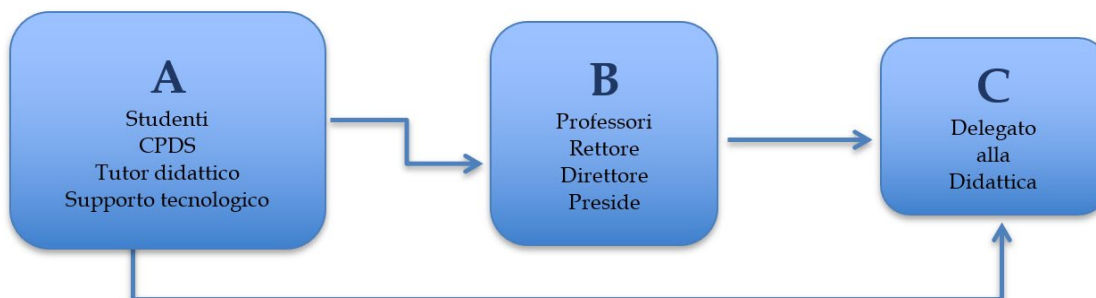 A
Studenti
CPDS
Tutor didattico
Supporto tecnologico
B
Professori
Rettore
Direttore
Preside
C
Delegato
alla
Didattica